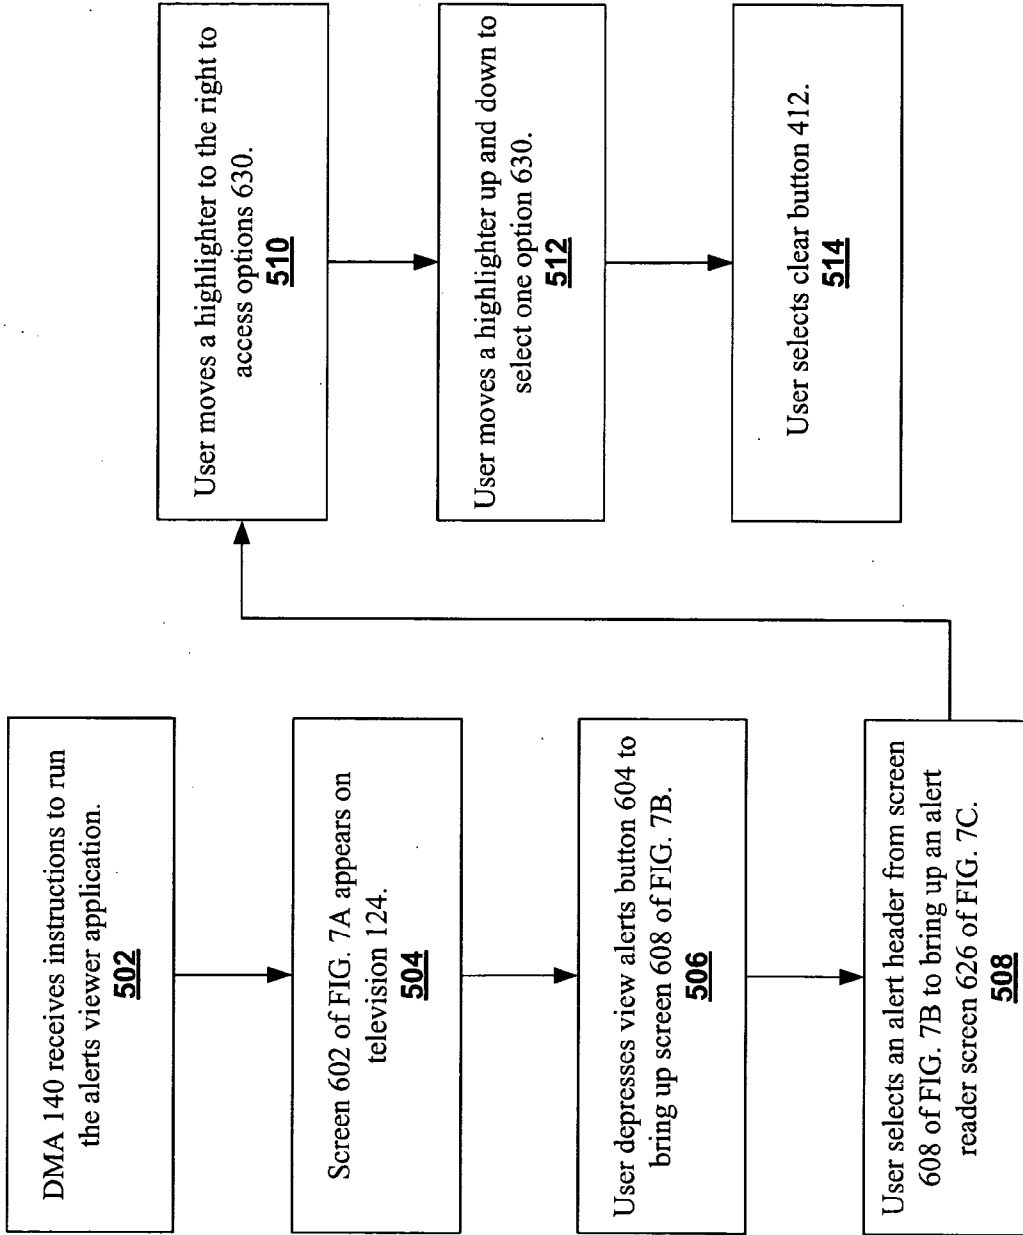 DMA 140 receives instructions to run
the alerts viewer application.
502
Screen 602 of FIG. 7A appears on
television 124.
504
User depresses view alerts button 604 to
bring up screen 608 of FIG. 7B.
506
User selects an alert header from screen
608 of FIG. 7B to bring up an alert
reader screen 626 of FIG. 7C.
508
User moves a highlighter to the right to
access options 630.
510
User moves a highlighter up and down to
select one option 630.
512
User selects clear button 412.
514